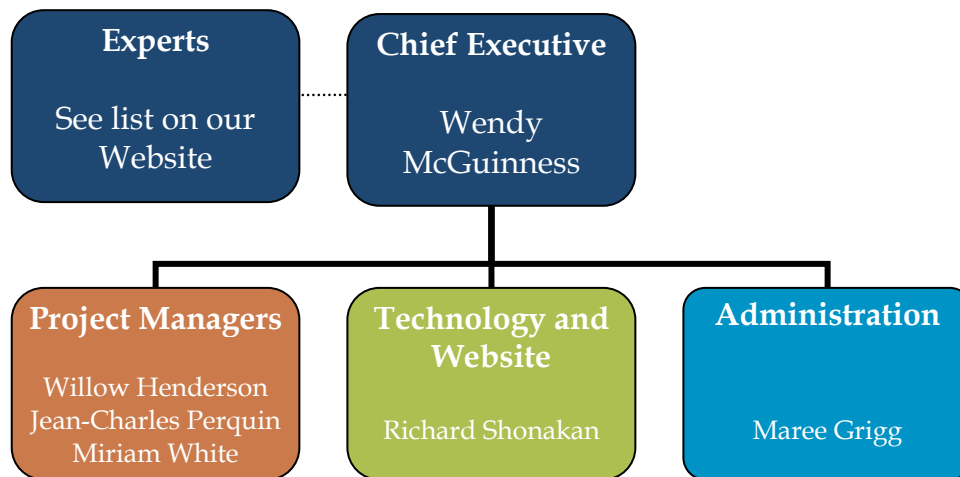 Experts
See list on our
Website
Chief Executive
Wendy
McGuinness
Project Managers
Willow Henderson
Jean-Charles Perquin
Miriam White
Technology and
Website
Richard Shonakan
Administration
Maree Grigg